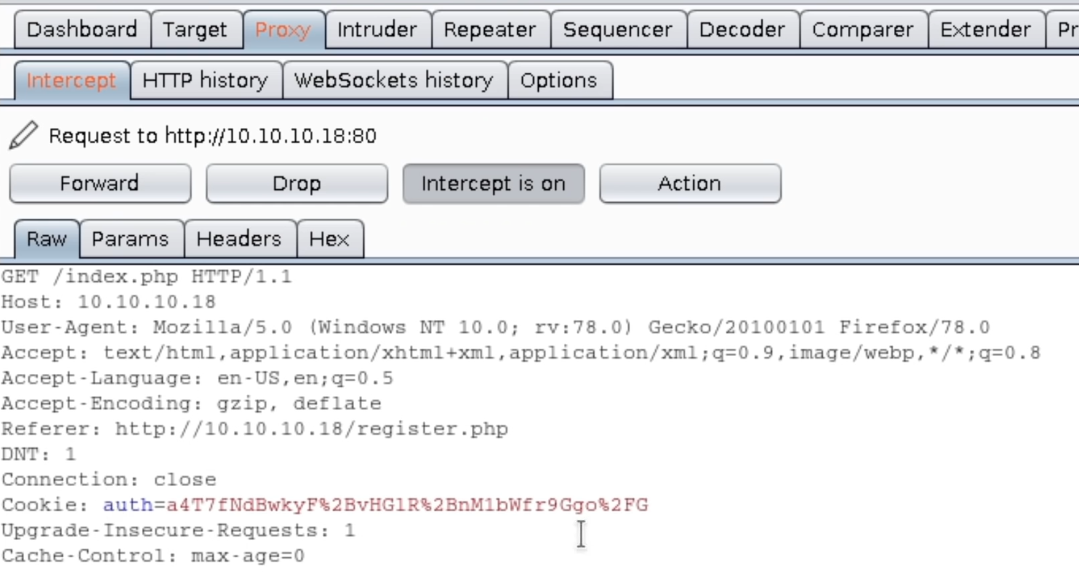 Dashboard Target Proxy Intruder Repeater Sequencer Decoder Comparer Extender Pr
Intercept HTTP history WebSockets history Options
Request to http://10.10.10.18:80
Forward Drop Intercept is on Action
Raw Params Headers Hex
GET /index.php HTTP/1.1
Host: 10.10.10.18
User-Agent: Mozilla/5.0 (Windows NT 10.0; rv:78.0) Gecko/20100101 Firefox/78.0
Accept: text/html,application/xhtml+xml,application/xml;q=0.9,image/webp,*/*;q=0.8
Accept-Language: en-US,en;q=0.5
Accept-Encoding: gzip, deflate
Referer: http://10.10.10.18/register.php
DNT: 1
Connection: close
Cookie: auth=a4T7fNdBwkyF%2BvHGlR%2BnM1bWfr9Ggo%2FG
Upgrade-Insecure-Requests: 1
Cache-Control: max-age=0